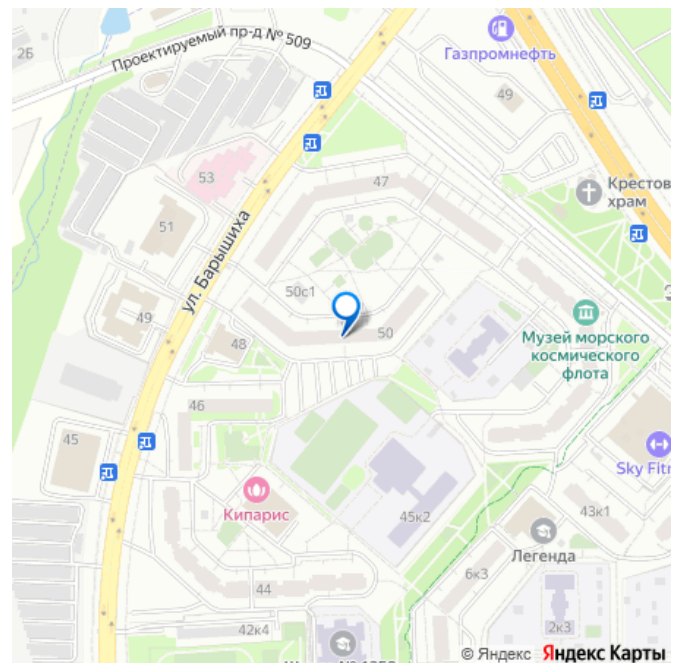 2Б
Проектируемый пр-д № 509
Газпромнефть
49
53
47
Крестов
храм
51
ул. Барышиха
50с1
49
48
50
Музей морского
космического
флота
46
45
Sky Fitn
Кипарис
45к2
43к1
Легенда
6к3
44
2к3
42к4
© Яндекс Яндекс Карты